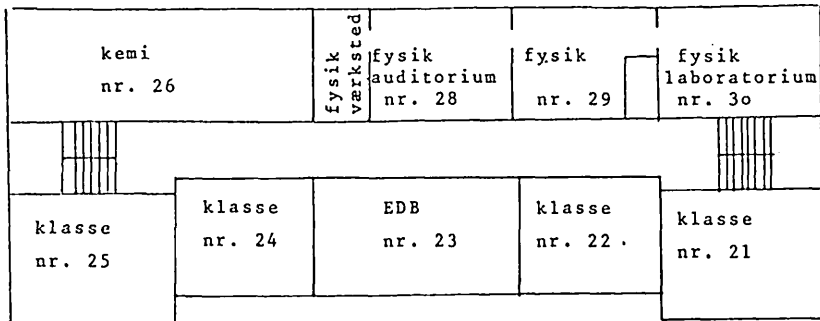 kemi
nr. 26
fysik
værksted
fysik
auditorium
nr. 28
fysik
nr. 29
fysik
laboratorium
nr. 3o
klasse
nr. 25
klasse
nr. 24
EDB
nr. 23
klasse
nr. 22.
klasse
nr. 21